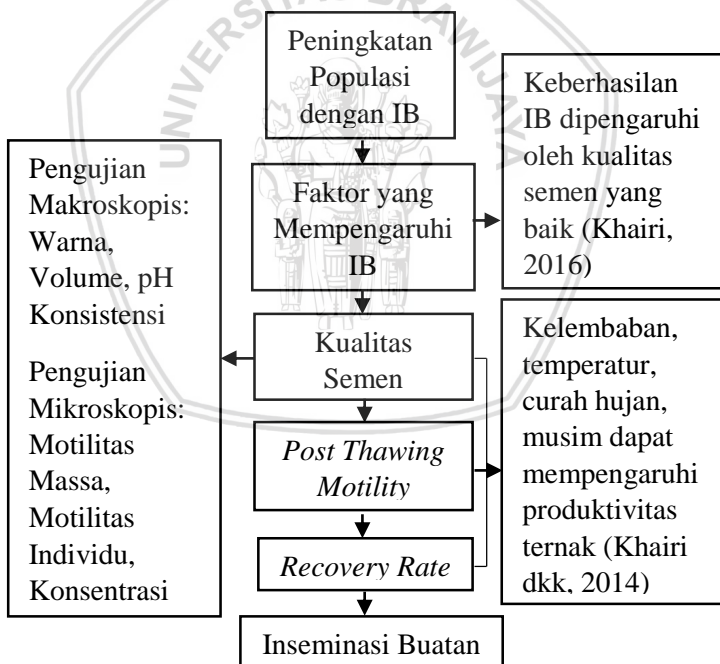 UNIVERSITAS BRAWIJAYA
Peningkatan
Populasi
dengan IB
Keberhasilan
IB dipengaruhi
oleh kualitas
semen yang
baik (Khairi,
2016)
Faktor yang
Mempengaruhi
IB
Pengujian
Makroskopis:
Warna,
Volume, pH
Konsistensi
Pengujian
Mikroskopis:
Motilitas
Massa,
Motilitas
Individu,
Konsentrasi
Kualitas
Semen
Kelembaban,
temperatur,
curah hujan,
musim dapat
mempengaruhi
produktivitas
ternak (Khairi
dkk, 2014)
Post Thawing
Motility
Recovery Rate
Inseminasi Buatan